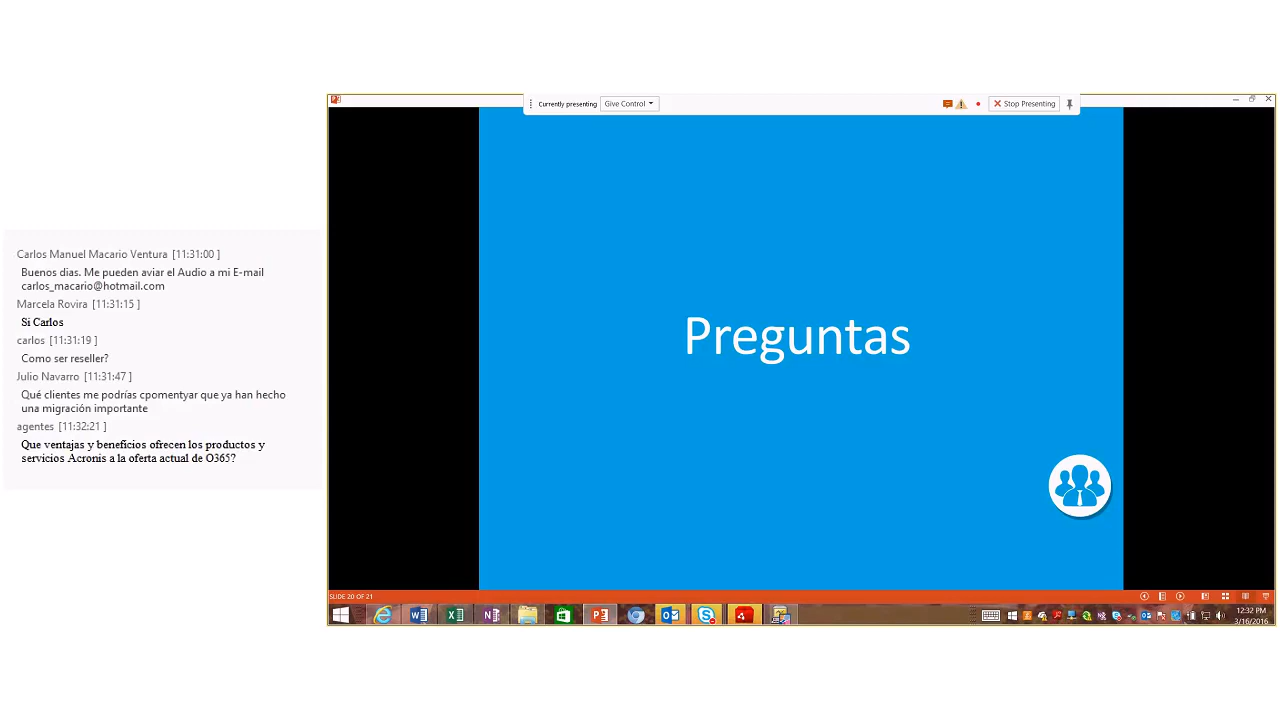 Currently presenting
Give Control
Stop Presenting
Carlos Manuel Macario Ventura [11:31:00 ]
Buenos dias. Me pueden aviar el Audio a mi E-mail
carlos_macario@hotmail.com
Marcela Rovira [11:31:15 ]
Si Carlos
carlos [11:31:19 ]
Como ser reseller?
Julio Navarro [11:31:47 ]
Qué clientes me podrías cpomentyar que ya han hecho
una migración importante
agentes [11:32:21 ]
Que ventajas y beneficios ofrecen los productos y
servicios Acronis a la oferta actual de O365?
Preguntas
SLIDE 20 OF 21
12:32 PM
3/16/2016